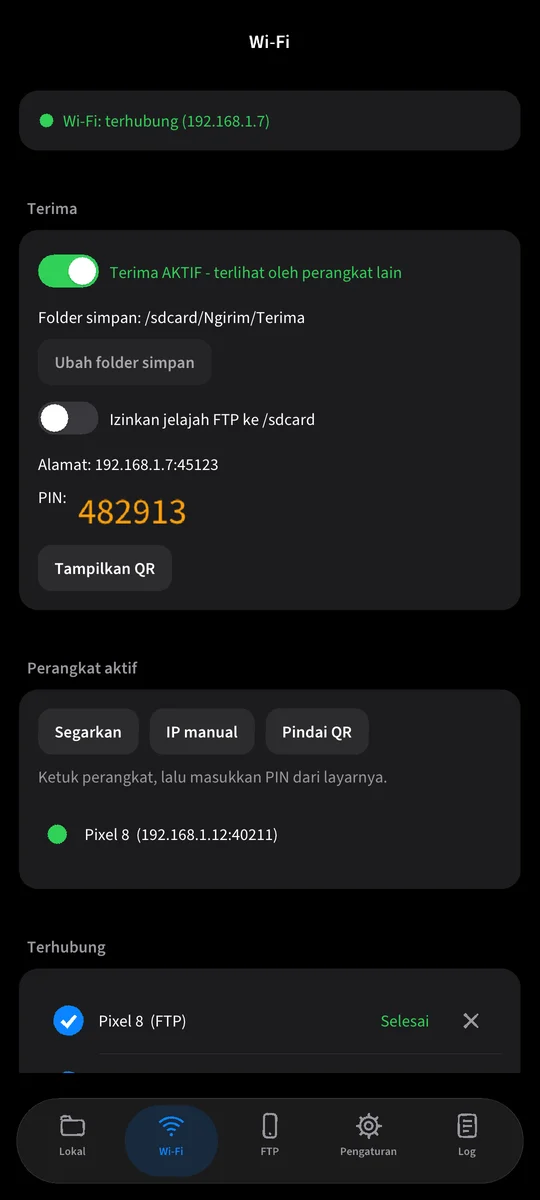 Wi-Fi
Wi-Fi: terhubung (192.168.1.7)
Terima
Terima AKTIF - terlihat oleh perangkat lain
Folder simpan: /sdcard/Ngirim/Terima
Ubah folder simpan
Izinkan jelajah FTP ke /sdcard
Alamat: 192.168.1.7:45123
PIN: 482913
Tampilkan QR
Perangkat aktif
Segarkan IP manual Pindai QR
Ketuk perangkat, lalu masukkan PIN dari layarnya.
Pixel 8 (192.168.1.12:40211)
Terhubung
Pixel 8 (FTP) Selesai
Lokal Wi-Fi FTP Pengaturan Log